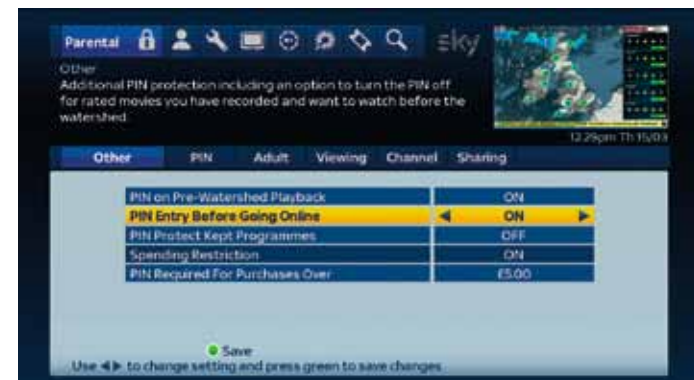 Parental
sky
Other
Additional PIN protection including an option to turn the PIN off
for rated movies you have recorded and want to watch before the
watershed.
12.29pm Th 15/03
Other PIN Adult Viewing Channel Sharing
PIN on Pre-Watershed Playback ON
PIN Entry Before Going Online ON
PIN Protect Kept Programmes OFF
Spending Restriction ON
PIN Required For Purchases Over £5.00
Save
Use ◀▶ to change setting and press green to save changes